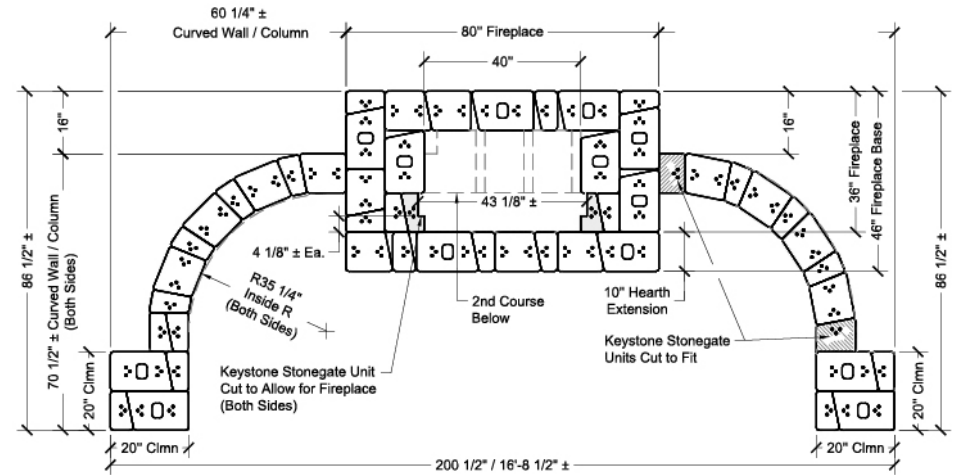 60 1/4" ±
Curved Wall / Column
80" Fireplace
40"
16"
16"
36" Fireplace
46" Fireplace Base
86 1/2" ±
86 1/2" ±
70 1/2" ± Curved Wall / Column
(Both Sides)
43 1/8" ±
4 1/8" ± Ea.
R35 1/4"
Inside R
(Both Sides)
2nd Course
Below
10" Hearth
Extension
Keystone Stonegate
Units Cut to Fit
Keystone Stonegate Unit
Cut to Allow for Fireplace
(Both Sides)
20" Clmn
20" Clmn
20" Clmn
20" Clmn
200 1/2" / 16'-8 1/2" ±